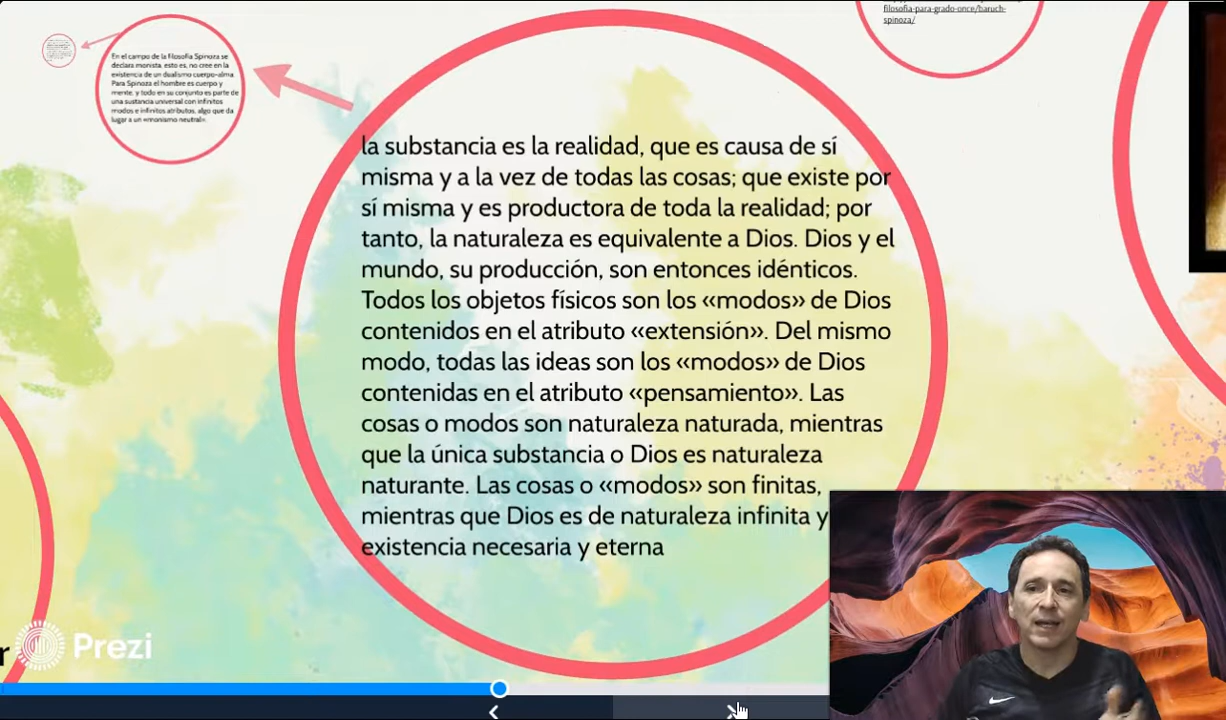 filosofia-para-grado-once/baruch-
spinoza/
En el campo de la filosofía Spinoza se
declara monista, esto es, no cree en la
existencia de un dualismo cuerpo-alma.
Para Spinoza el hombre es cuerpo y
mente, y todo en su conjunto es parte de
una sustancia universal con infinitos
modos e infinitos atributos, algo que da
lugar a un «monismo neutral».
la substancia es la realidad, que es causa de sí
misma y a la vez de todas las cosas; que existe por
sí misma y es productora de toda la realidad; por
tanto, la naturaleza es equivalente a Dios. Dios y el
mundo, su producción, son entonces idénticos.
Todos los objetos físicos son los «modos» de Dios
contenidos en el atributo «extensión». Del mismo
modo, todas las ideas son los «modos» de Dios
contenidas en el atributo «pensamiento». Las
cosas o modos son naturaleza naturada, mientras
que la única substancia o Dios es naturaleza
naturante. Las cosas o «modos» son finitas,
mientras que Dios es de naturaleza infinita y
existencia necesaria y eterna
r
Prezi